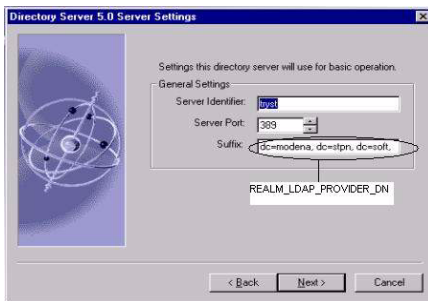 Directory Server 5.0 Server Settings
Settings this directory server will use for basic operation.
General Settings
Server Identifier: tryst
Server Port: 389
Suffix: dc=modena, dc=stpn, dc=soft,
REALM_LDAP_PROVIDER_DN
< Back
Next >
Cancel